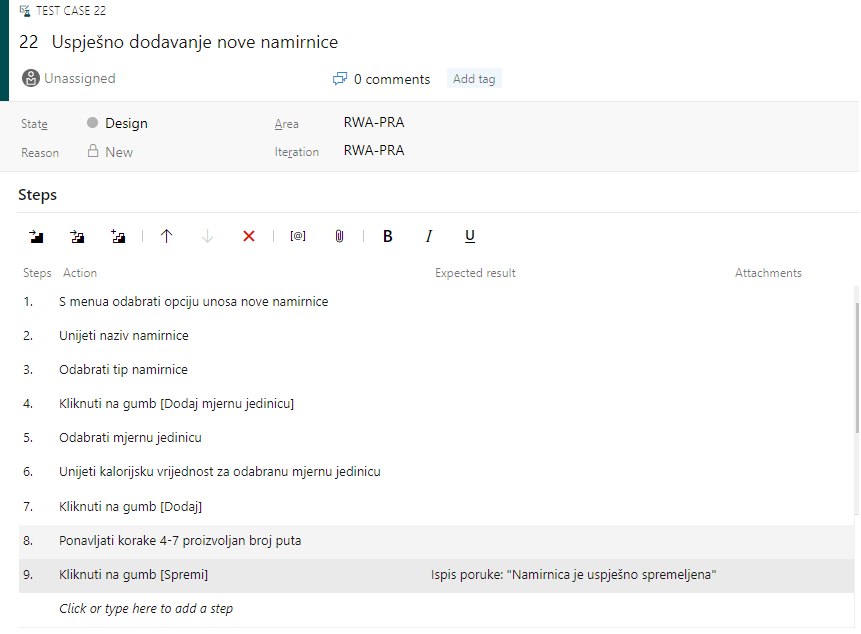 TEST CASE 22
22 Uspješno dodavanje nove namirnice
Unassigned
0 comments
Add tag
State Design Area RWA-PRA
Reason New Iteration RWA-PRA
Steps
[@] B I U
Steps Action Expected result Attachments
1. S menua odabrati opciju unosa nove namirnice
2. Unijeti naziv namirnice
3. Odabrati tip namirnice
4. Kliknuti na gumb [Dodaj mjernu jedinicu]
5. Odabrati mjernu jedinicu
6. Unijeti kalorijsku vrijednost za odabranu mjernu jedinicu
7. Kliknuti na gumb [Dodaj]
8. Ponavljati korake 4-7 proizvoljan broj puta
9. Kliknuti na gumb [Spremi] Ispis poruke: "Namirnica je uspješno spremeljena"
Click or type here to add a step